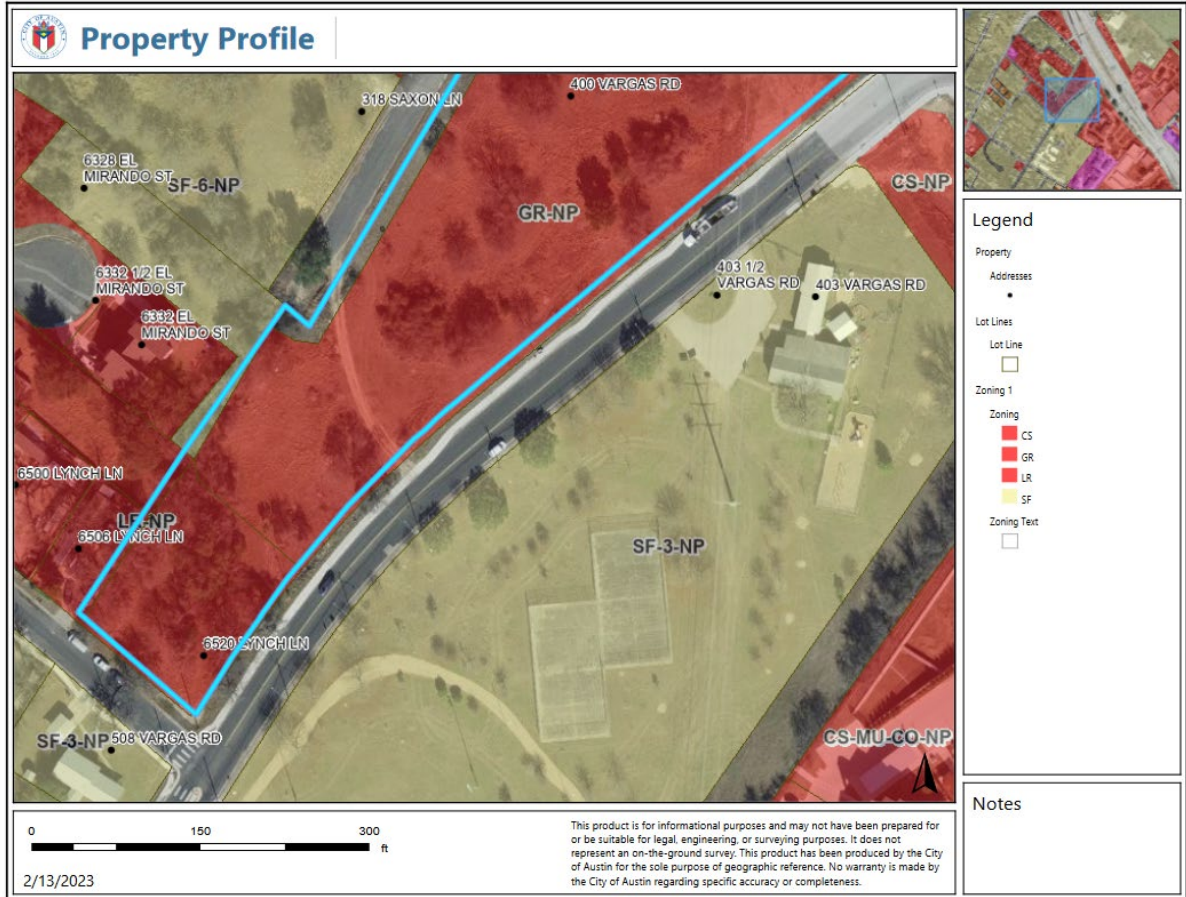 Property Profile
318 SAXON LN
400 VARGAS RD
6328 EL
MIRANDO ST
SF-6-NP
CS-NP
GR-NP
6332 1/2 EL
MIRANDO ST
403 1/2
VARGAS RD
403 VARGAS RD
6332 EL
MIRANDO ST
6500 LYNCH LN
LR-NP
6506 LYNCH LN
SF-3-NP
6520 LYNCH LN
SF-3-NP
508 VARGAS RD
CS-MU-CO-NP
Legend
Property
Addresses
Lot Lines
Lot Line
Zoning 1
Zoning
CS
GR
LR
SF
Zoning Text
Notes
0 150 300
ft
2/13/2023
This product is for informational purposes and may not have been prepared for
or be suitable for legal, engineering, or surveying purposes. It does not
represent an on-the-ground survey. This product has been produced by the City
of Austin for the sole purpose of geographic reference. No warranty is made by
the City of Austin regarding specific accuracy or completeness.